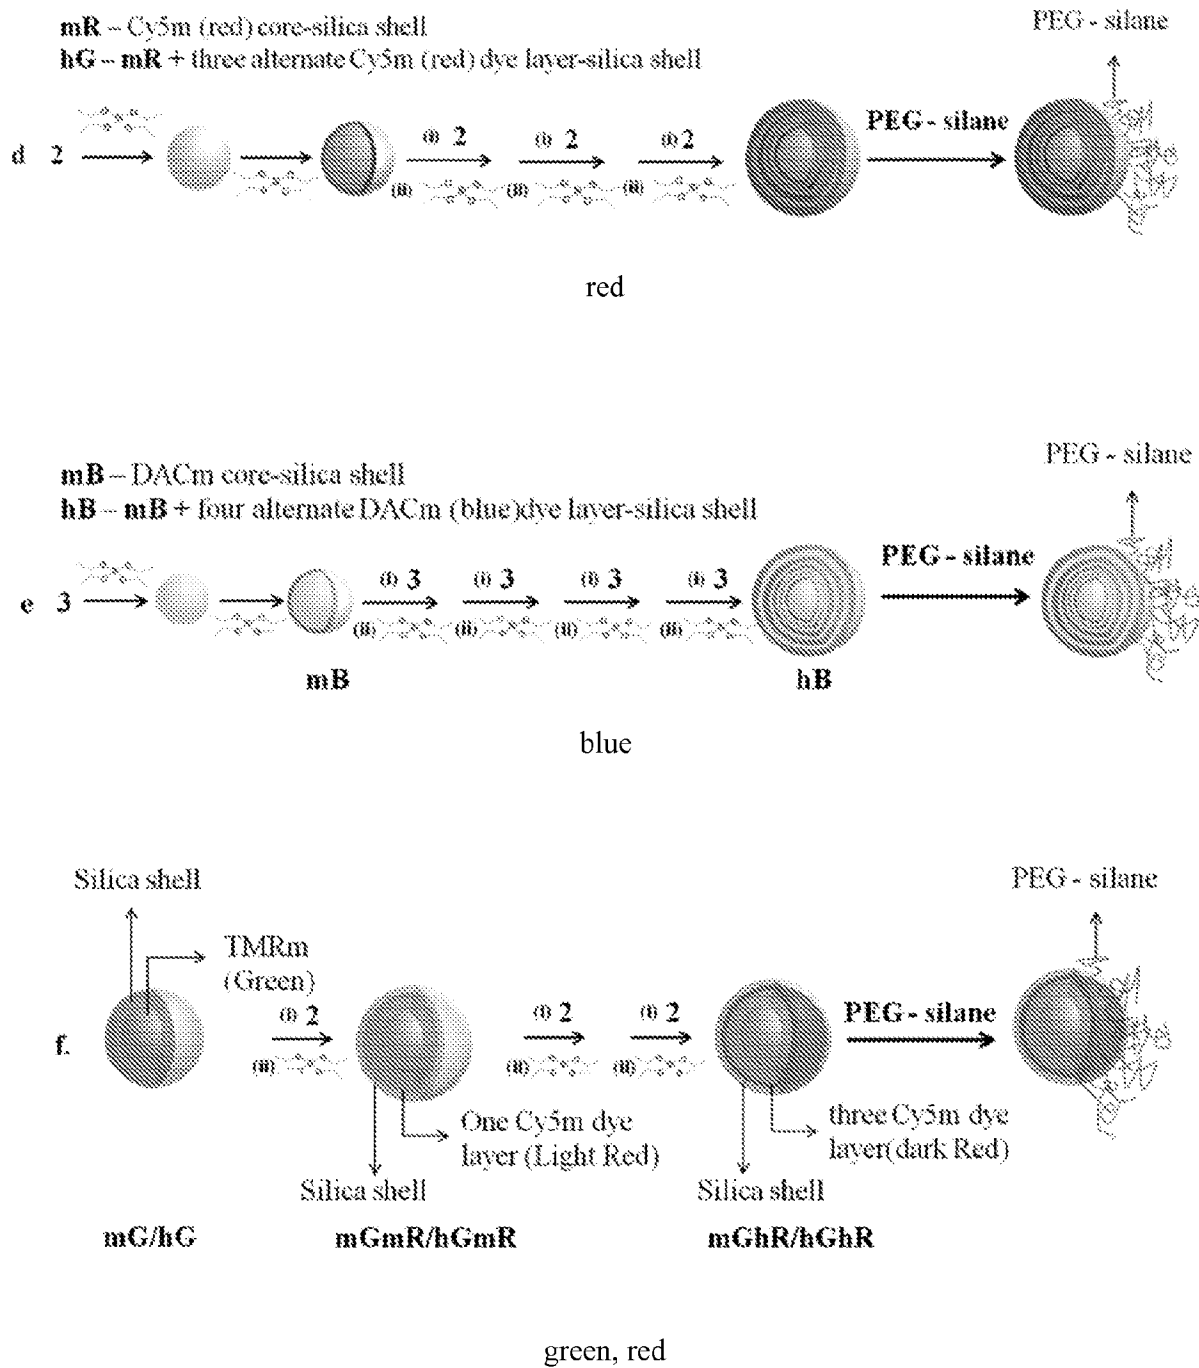 mR – Cy5m (red) core-silica shell
hG – mR + three alternate Cy5m (red) dye layer-silica shell
PEG - silane
d 2
(i) 2
(i) 2
(i) 2
(ii)
(ii)
(ii)
PEG - silane
red
mB – DACm core-silica shell
hB – mB + four alternate DACm (blue)dye layer-silica shell
PEG - silane
e 3
(i) 3
(i) 3
(i) 3
(i) 3
(ii)
(ii)
(ii)
(ii)
PEG - silane
mB
hB
blue
Silica shell
PEG - silane
TMRm
(Green)
f.
(i) 2
(ii)
(i) 2
(ii)
(i) 2
(ii)
PEG - silane
One Cy5m dye
layer (Light Red)
three Cy5m dye
layer(dark Red)
Silica shell
Silica shell
mG/hG
mGmR/hGmR
mGhR/hGhR
green, red